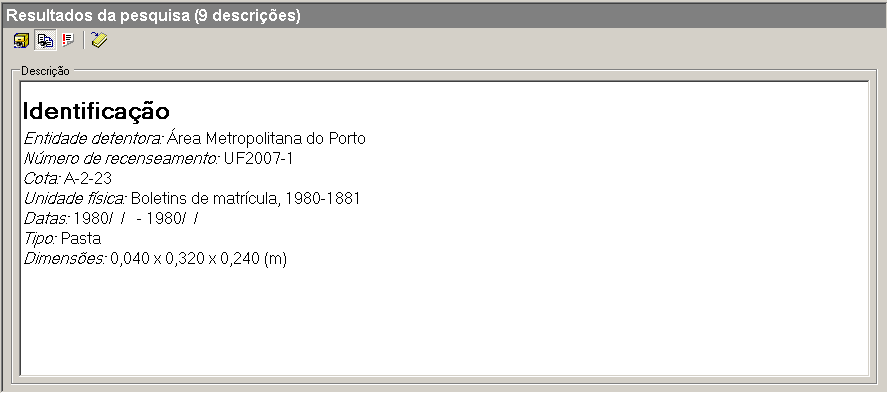 Resultados da pesquisa (9 descrições)
Descrição
Identificação
Entidade detentora: Área Metropolitana do Porto
Número de recenseamento: UF2007-1
Cota: A-2-23
Unidade física: Boletins de matrícula, 1980-1881
Datas: 1980/ / - 1980/ /
Tipo: Pasta
Dimensões: 0,040 x 0,320 x 0,240 (m)